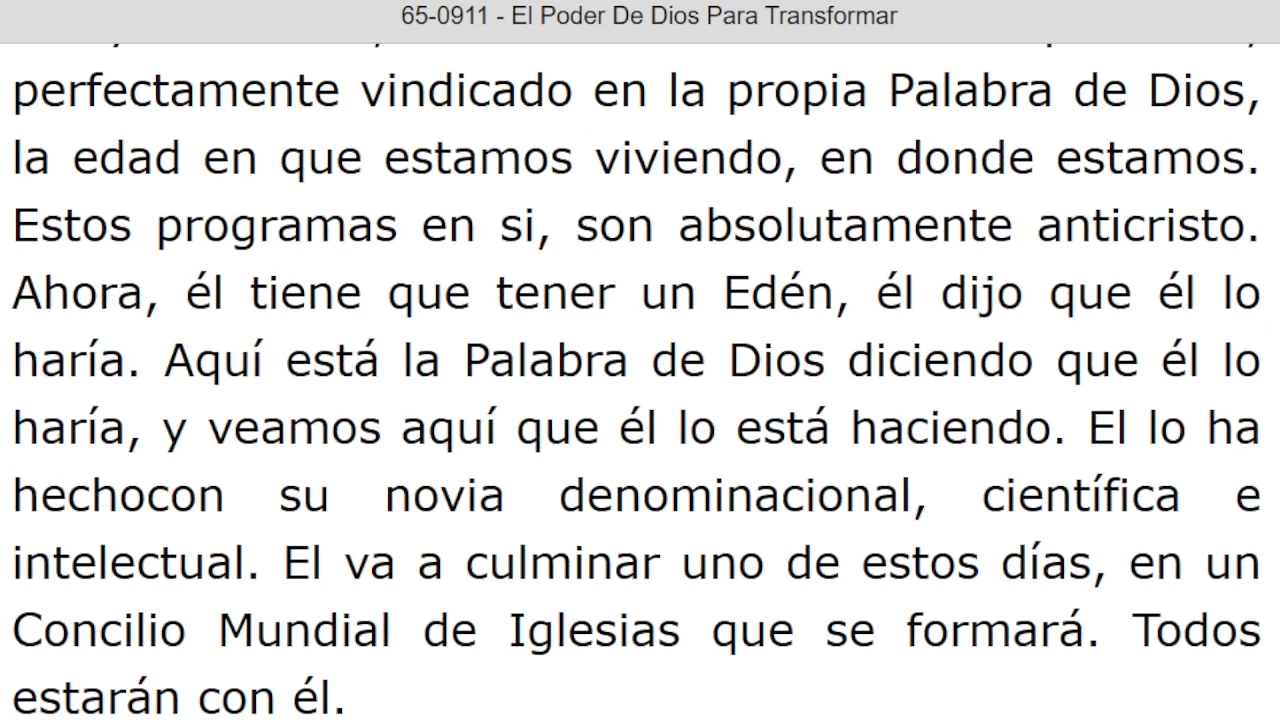 65-0911 - El Poder De Dios Para Transformar
perfectamente vindicado en la propia Palabra de Dios,
la edad en que estamos viviendo, en donde estamos.
Estos programas en si, son absolutamente anticristo.
Ahora, él tiene que tener un Edén, él dijo que él lo
haría. Aquí está la Palabra de Dios diciendo que él lo
haría, y veamos aquí que él lo está haciendo. El lo ha
hechocon su novia denominacional, científica e
intelectual. El va a culminar uno de estos días, en un
Concilio Mundial de Iglesias que se formará. Todos
estarán con él.